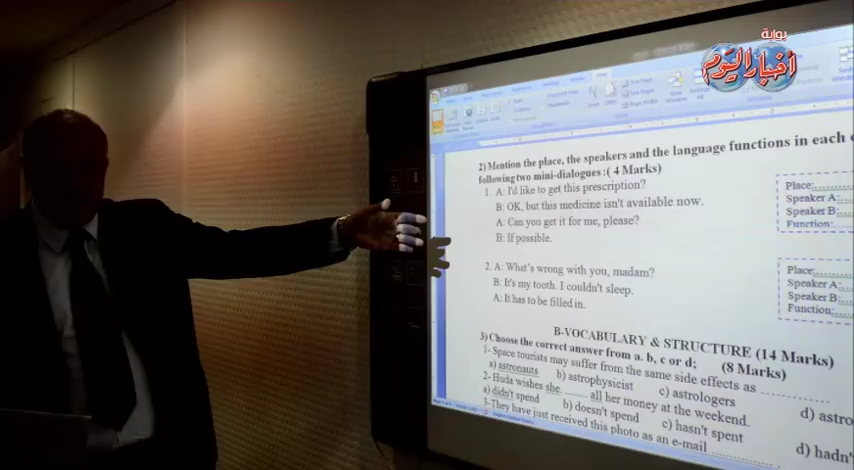 بوابة
أخبار اليوم
2) Mention the place, the speakers and the language functions in each
following two mini-dialogues :( 4 Marks)
1. A: I'd like to get this prescription?
B: OK, but this medicine isn't available now.
A: Can you get it for me, please?
B: If possible.
Place:
Speaker A:
Speaker B:
Function:
2. A: What's wrong with you, madam?
B: It's my tooth. I couldn't sleep.
A: It has to be filled in.
Place:
Speaker A:
Speaker B:
Function:
B-VOCABULARY & STRUCTURE (14 Marks)
3) Choose the correct answer from a. b, c or d; (8 Marks)
1- Space tourists may suffer from the same side effects as ..............
a) astronauts b) astrophysicist c) astrologers d) astro
2- Huda wishes she ....... all her money at the weekend.
a) didn't spend b) doesn't spend c) hasn't spent d) hadn'
3-They have just received this photo as an e-mail ..............